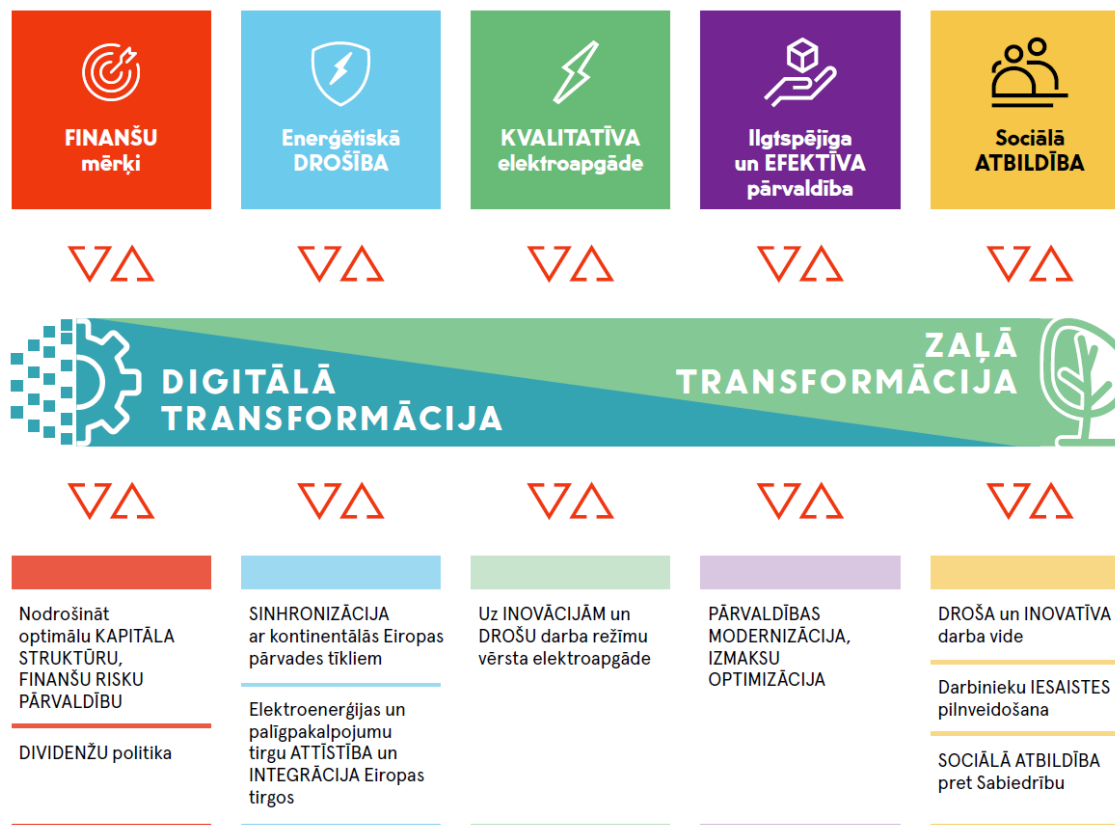 FINANŠU
mērķi
Enerģētiskā
DROŠĪBA
KVALITATĪVA
elektroapgāde
Ilgtspējīga
un EFEKTĪVA
pārvaldība
Sociālā
ATBILDĪBA
DIGITĀLĀ
TRANSFORMĀCIJA
ZAĻĀ
TRANSFORMĀCIJA
Nodrošināt
optimālu KAPITĀLA
STRUKTŪRU,
FINANŠU RISKU
PĀRVALDĪBU
DIVIDENŽU politika
SINHRONIZĀCIJA
ar kontinentālās Eiropas
pārvades tīkliem
Elektroenerģijas un
palīgpakalpojumu
tirgu ATTĪSTĪBA un
INTEGRĀCIJA Eiropas
tirgos
Uz INOVĀCIJĀM un
DROŠU darba režīmu
vērsta elektroapgāde
PĀRVALDĪBAS
MODERNIZĀCIJA,
IZMAKSU
OPTIMIZĀCIJA
DROŠA un INOVATĪVA
darba vide
Darbinieku IESAISTES
pilnveidošana
SOCIĀLĀ ATBILDĪBA
pret Sabiedrību